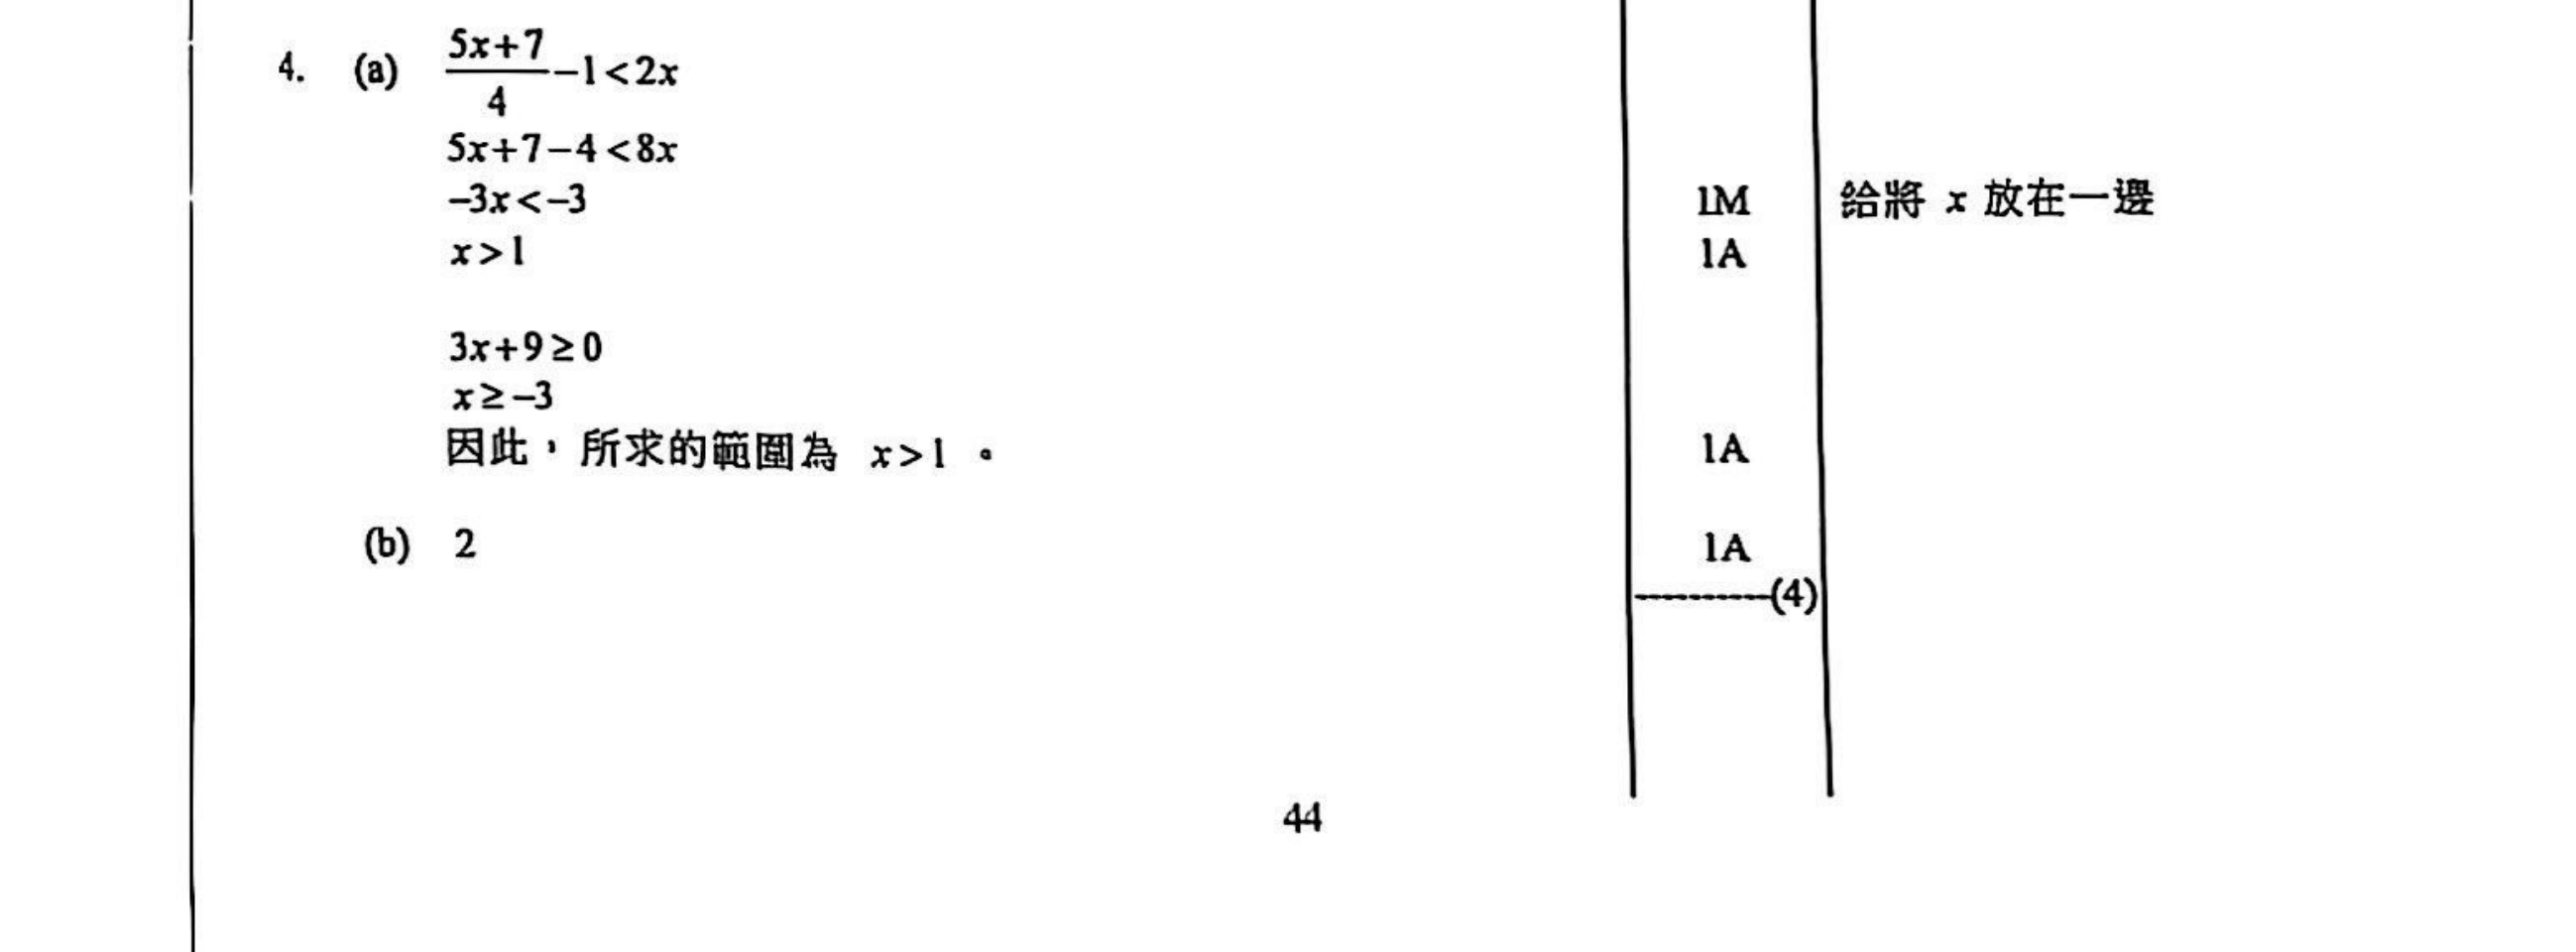 4. (a) (5x+7)/4 −1<2x
5x+7−4<8x
−3x<−3 1M 給將 x 放在一邊
x>1 1A
3x+9≥0
x≥−3
因此，所求的範圍為 x>1 。 1A
(b) 2 1A
----------(4)
44